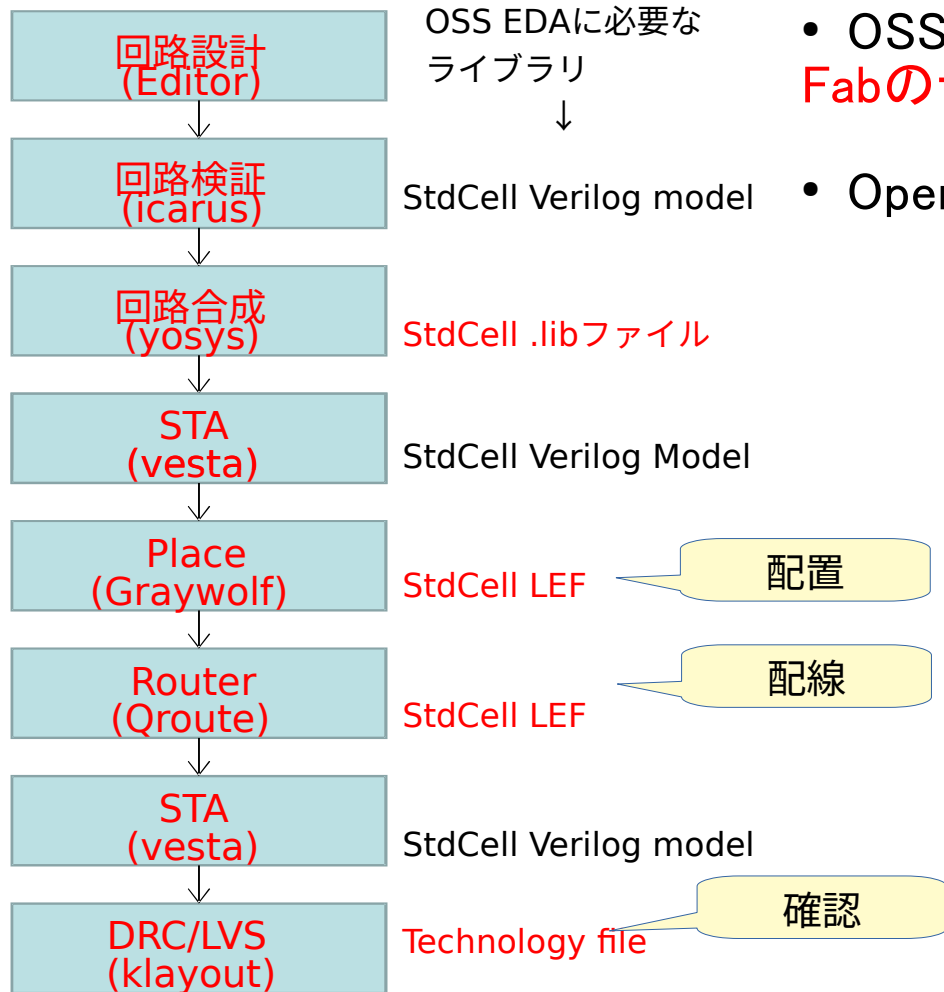 回路設計
(Editor)
OSS EDAに必要な
ライブラリ
↓
• OSS
Fabの
回路検証
(icarus)
StdCell Verilog model
• Oper
回路合成
(yosys)
StdCell .libファイル
STA
(vesta)
StdCell Verilog Model
Place
(Graywolf)
StdCell LEF
配置
Router
(Qroute)
StdCell LEF
配線
STA
(vesta)
StdCell Verilog model
DRC/LVS
(klayout)
Technology file
確認